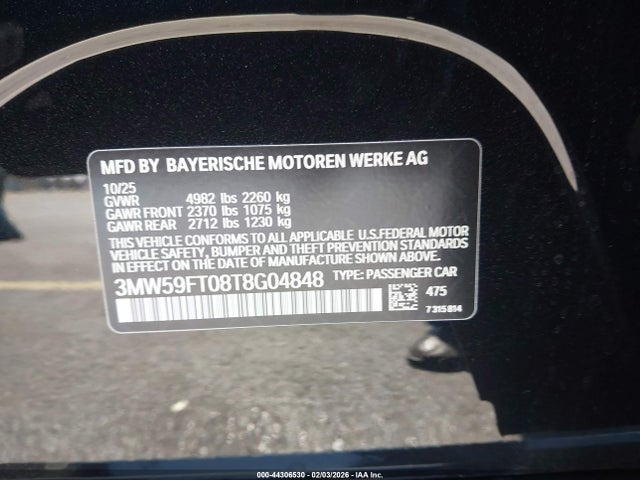 MFD BY BAYERISCHE MOTOREN WERKE AG
10/25
GVWR 4982 lbs 2260 kg
GAWR FRONT 2370 lbs 1075 kg
GAWR REAR 2712 lbs 1230 kg
THIS VEHICLE CONFORMS TO ALL APPLICABLE U.S.FEDERAL MOTOR
VEHICLE SAFETY, BUMPER AND THEFT PREVENTION STANDARDS
IN EFFECT ON THE DATE OF MANUFACTURE SHOWN ABOVE.
3MW59FT08T8G04848 TYPE: PASSENGER CAR
475
7315814
000-44306530 - 02/03/2026 - IAA Inc.